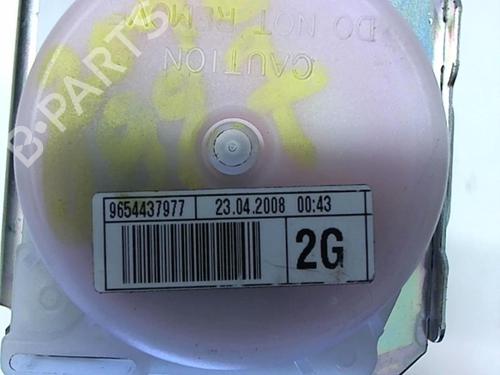 DO NOT REMOVE
CAUTION
B-PARTS
9654437977 23.04.2008 00:43
2G